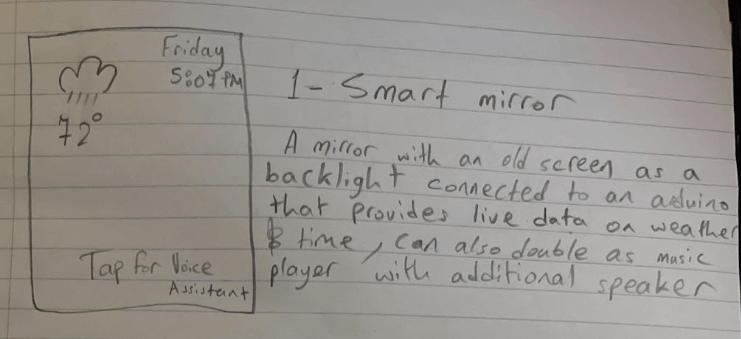 Friday
5:07 PM
72°
Tap for Voice
Assistant
1- Smart mirror
A mirror with an old screen as a
backlight connected to an arduino
that provides live data on weather
& time, can also double as music
player with additional speaker